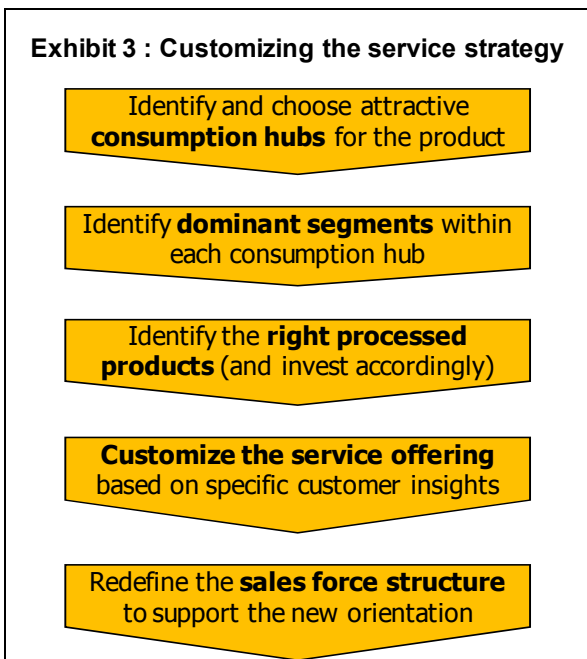 Exhibit 3 : Customizing the service strategy
Identify and choose attractive
consumption hubs for the product
Identify dominant segments within
each consumption hub
Identify the right processed
products (and invest accordingly)
Customize the service offering
based on specific customer insights
Redefine the sales force structure
to support the new orientation